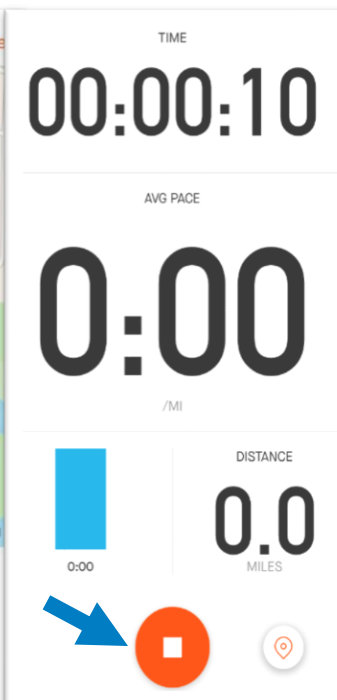 TIME
00:00:10
AVG PACE
0:00
/MI
DISTANCE
0.0
0:00
MILES